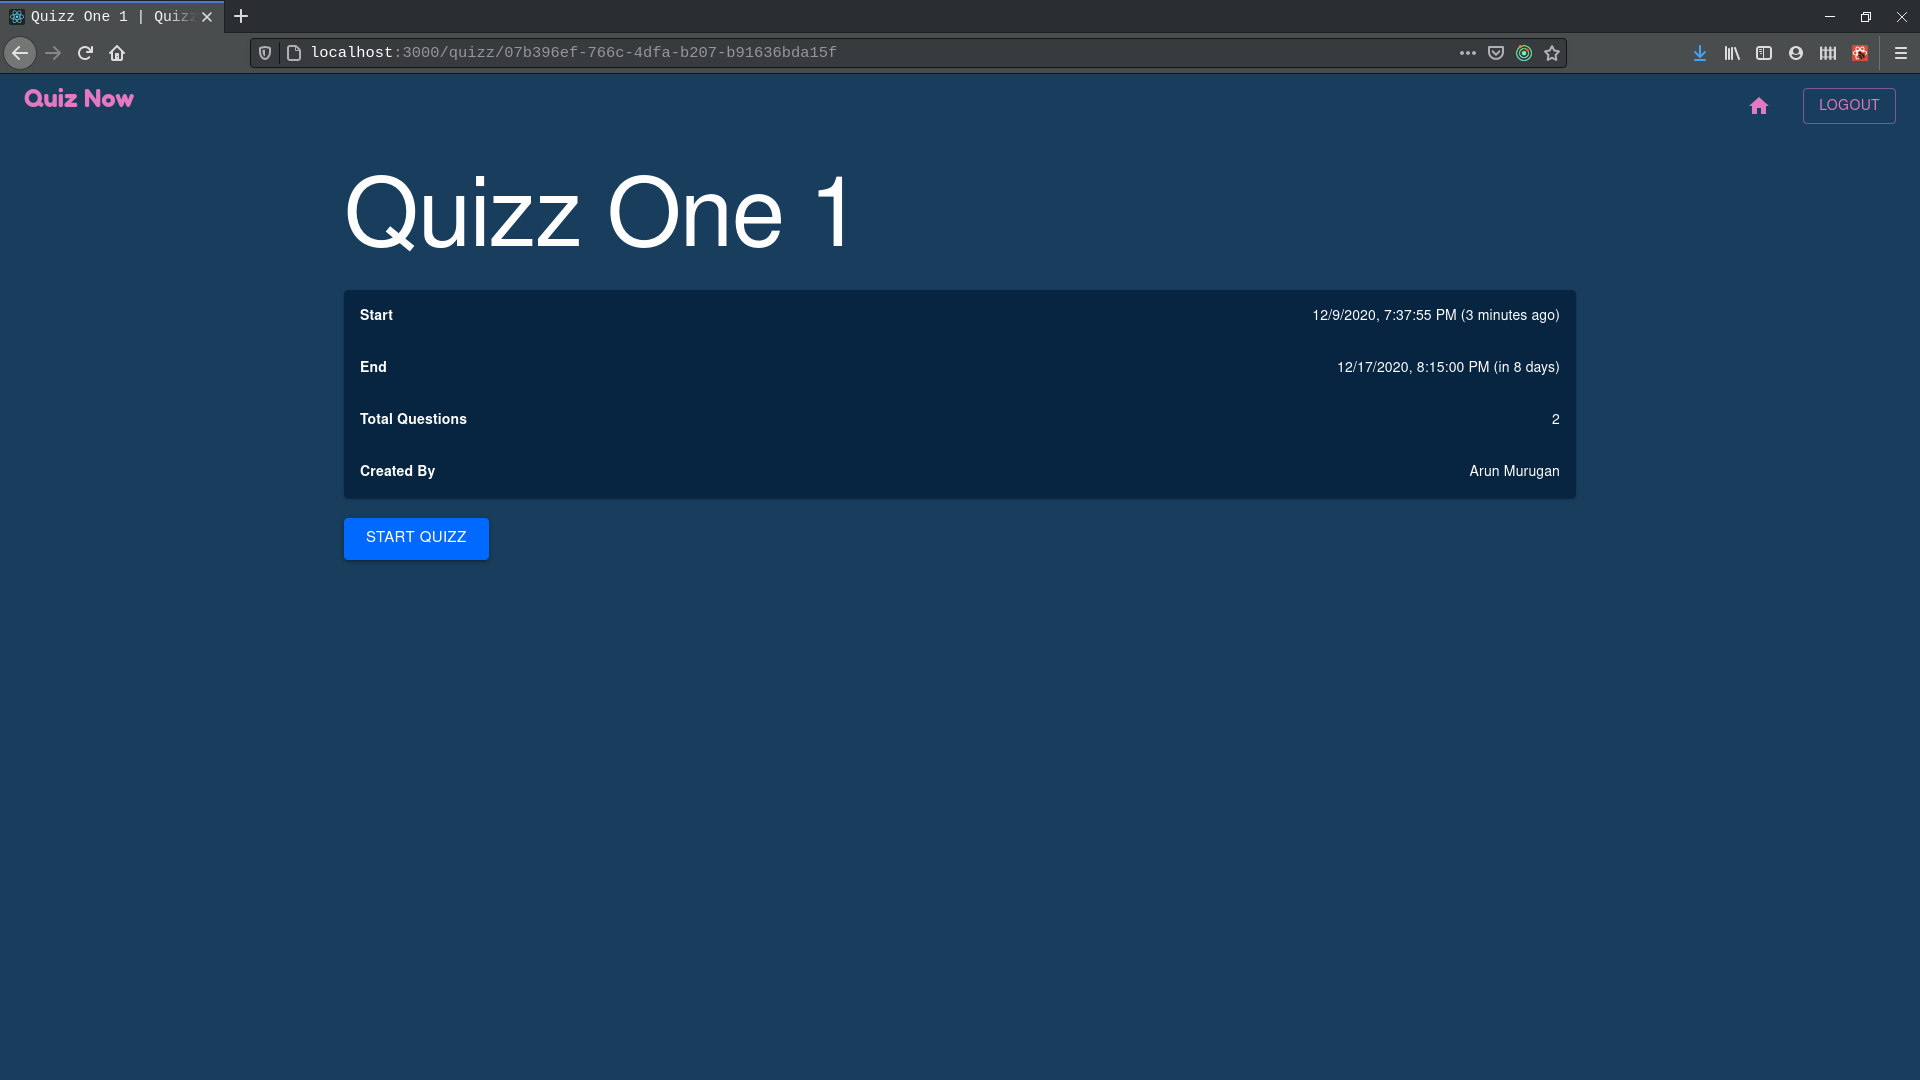 Quizz One 1 | Quizz
localhost:3000/quizz/07b396ef-766c-4dfa-b207-b91636bda15f
Quiz Now
LOGOUT
Quizz One 1
Start 12/9/2020, 7:37:55 PM (3 minutes ago)
End 12/17/2020, 8:15:00 PM (in 8 days)
Total Questions 2
Created By Arun Murugan
START QUIZZ